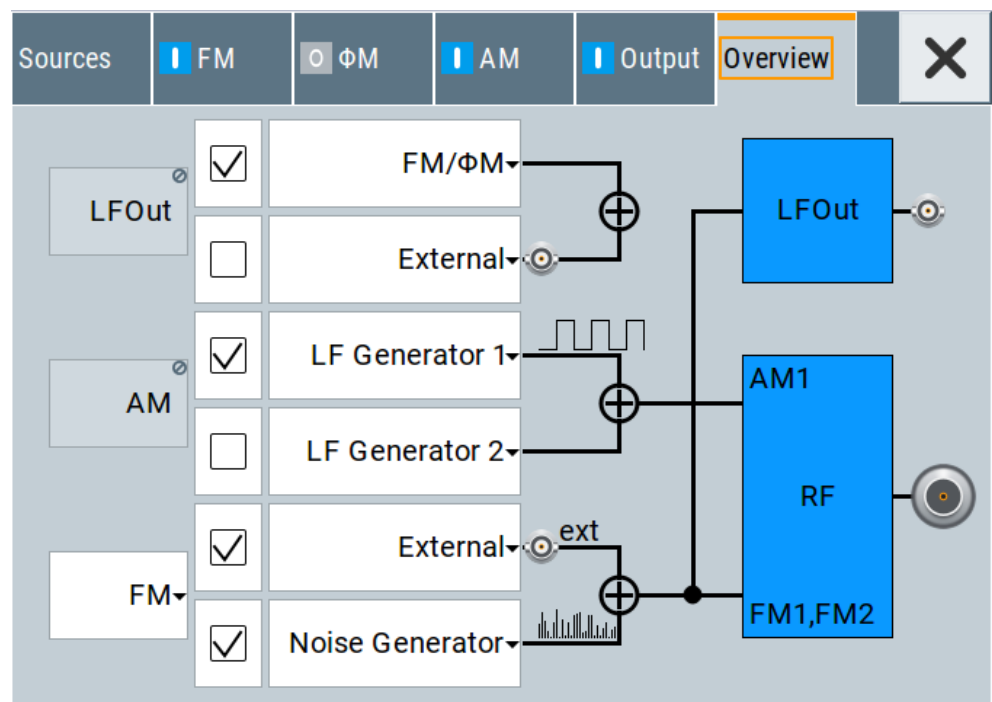 Sources
I FM
O ΦM
I AM
I Output
Overview
LFOut
FM/ΦM
External
LFOut
AM
LF Generator 1
LF Generator 2
AM1
RF
FM
External
ext
Noise Generator
FM1,FM2